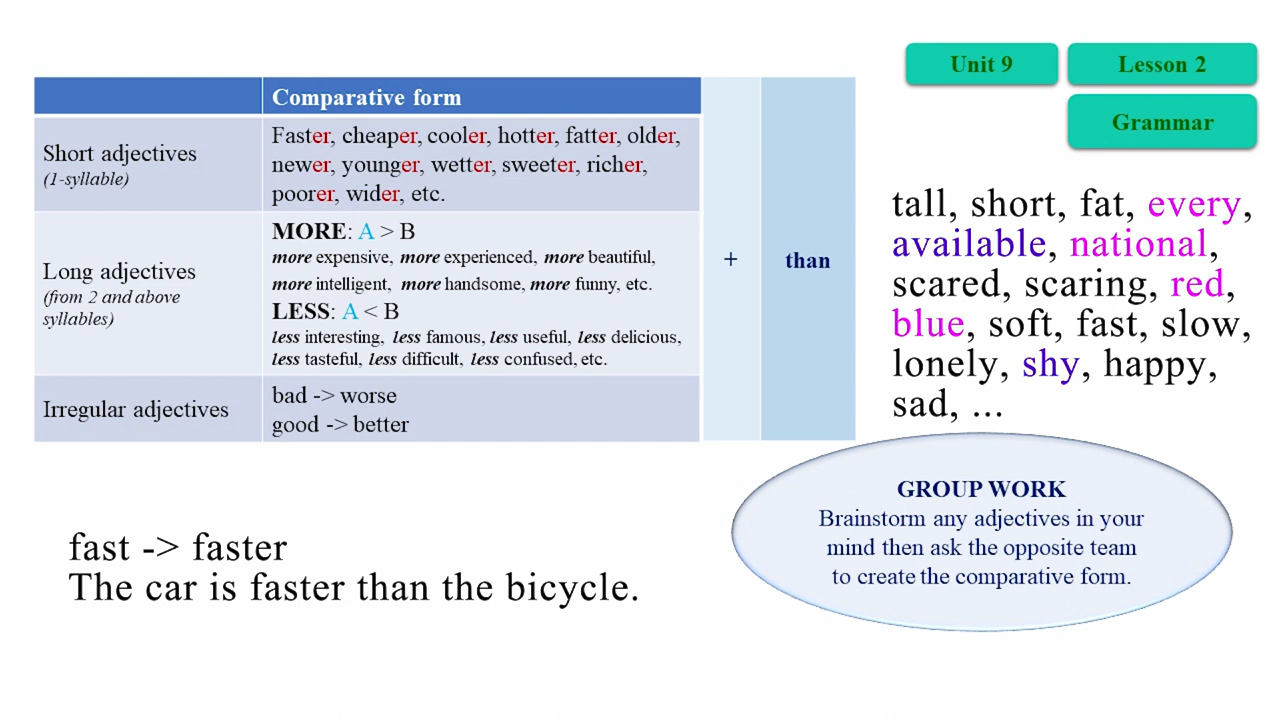 Unit 9
Lesson 2
Grammar
Comparative form
Short adjectives
(1-syllable)
Faster, cheaper, cooler, hotter, fatter, older,
newer, younger, wetter, sweeter, richer,
poorer, wider, etc.
Long adjectives
(from 2 and above
syllables)
MORE: A > B
more expensive, more experienced, more beautiful,
more intelligent, more handsome, more funny, etc.
LESS: A < B
less interesting, less famous, less useful, less delicious,
less tasteful, less difficult, less confused, etc.
Irregular adjectives
bad -> worse
good -> better
+
than
tall, short, fat, every,
available, national,
scared, scaring, red,
blue, soft, fast, slow,
lonely, shy, happy,
sad, ...
GROUP WORK
Brainstorm any adjectives in your
mind then ask the opposite team
to create the comparative form.
fast -> faster
The car is faster than the bicycle.